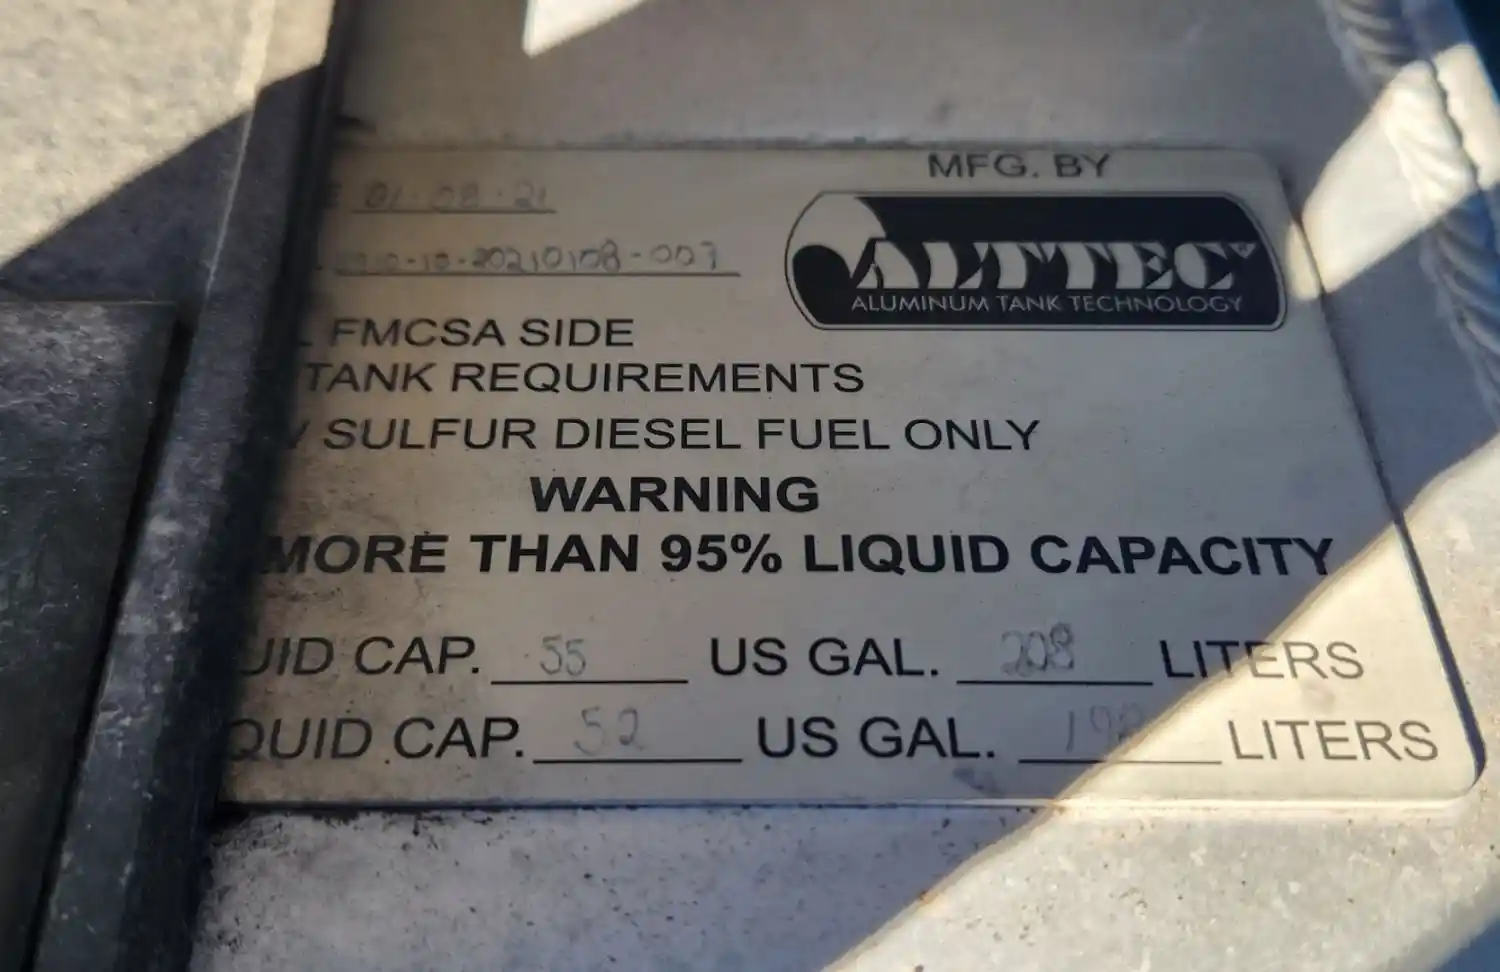 MFG. BY
01-08-21
ALTTEC
ALUMINUM TANK TECHNOLOGY
-10-20210108-007
FMCSA SIDE
TANK REQUIREMENTS
SULFUR DIESEL FUEL ONLY
WARNING
MORE THAN 95% LIQUID CAPACITY
UID CAP. 55 US GAL. 208 LITERS
QUID CAP. 52 US GAL. LITERS